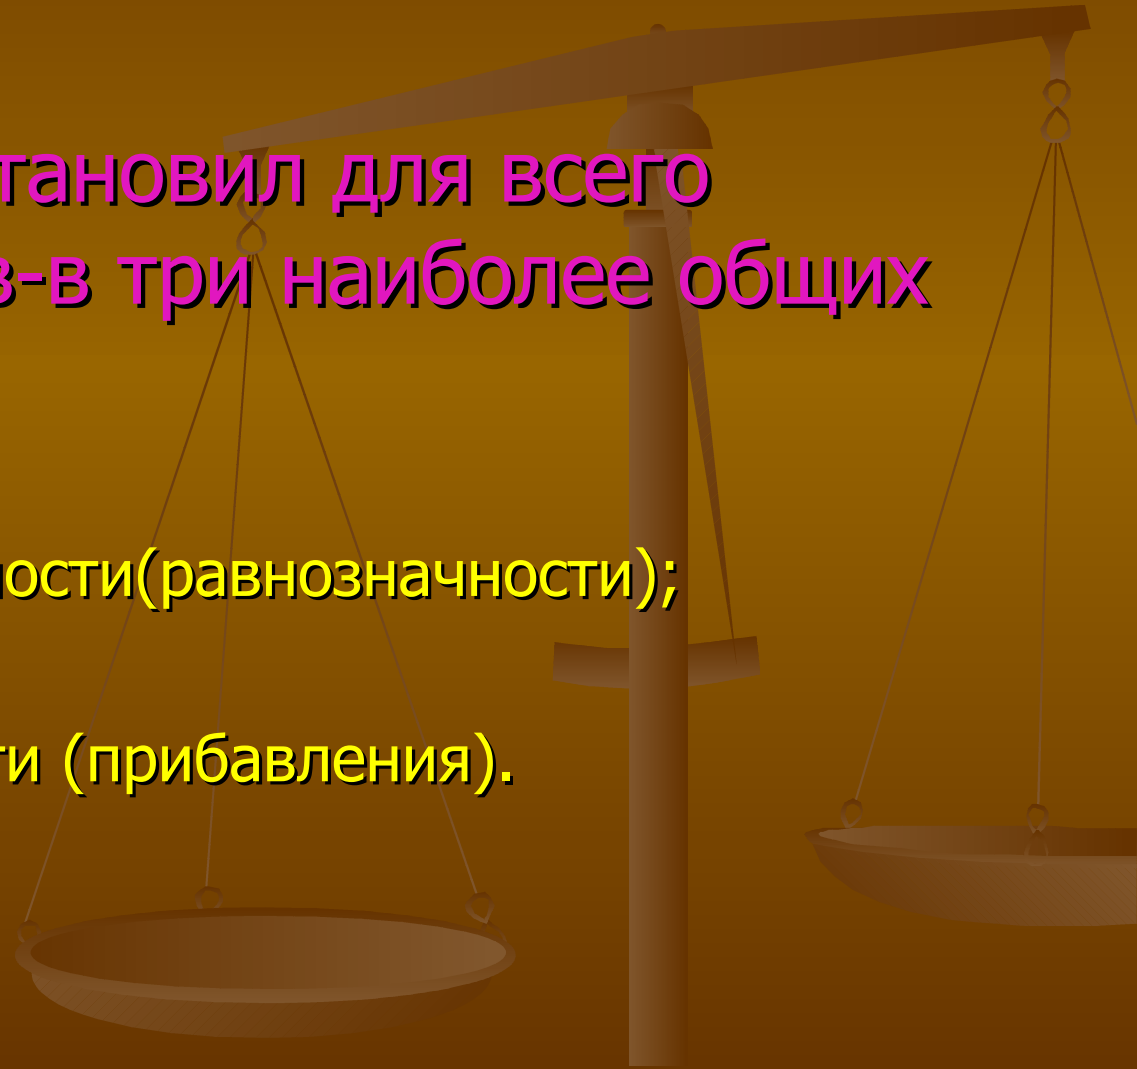 тановил для всего
в-в три наиболее общих
ности(равнозначности);
ти (прибавления).